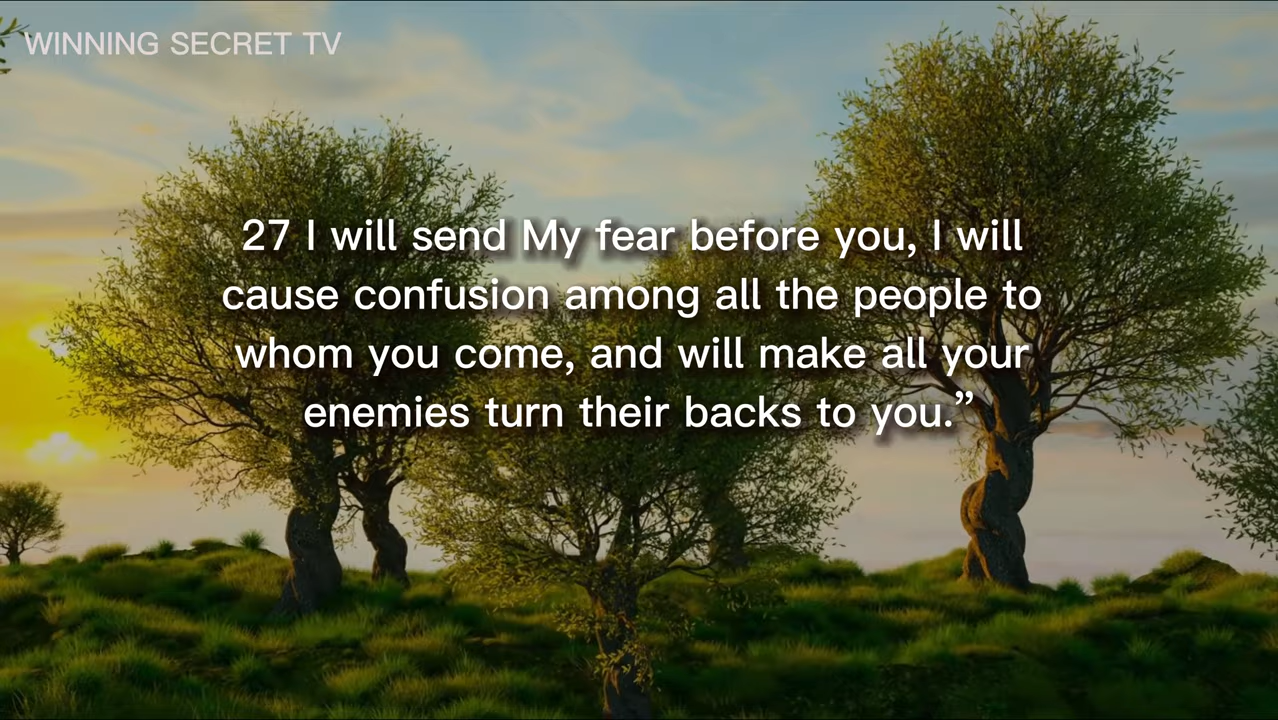 WINNING SECRET TV
27 I will send My fear before you, I will
cause confusion among all the people to
whom you come, and will make all your
enemies turn their backs to you.”